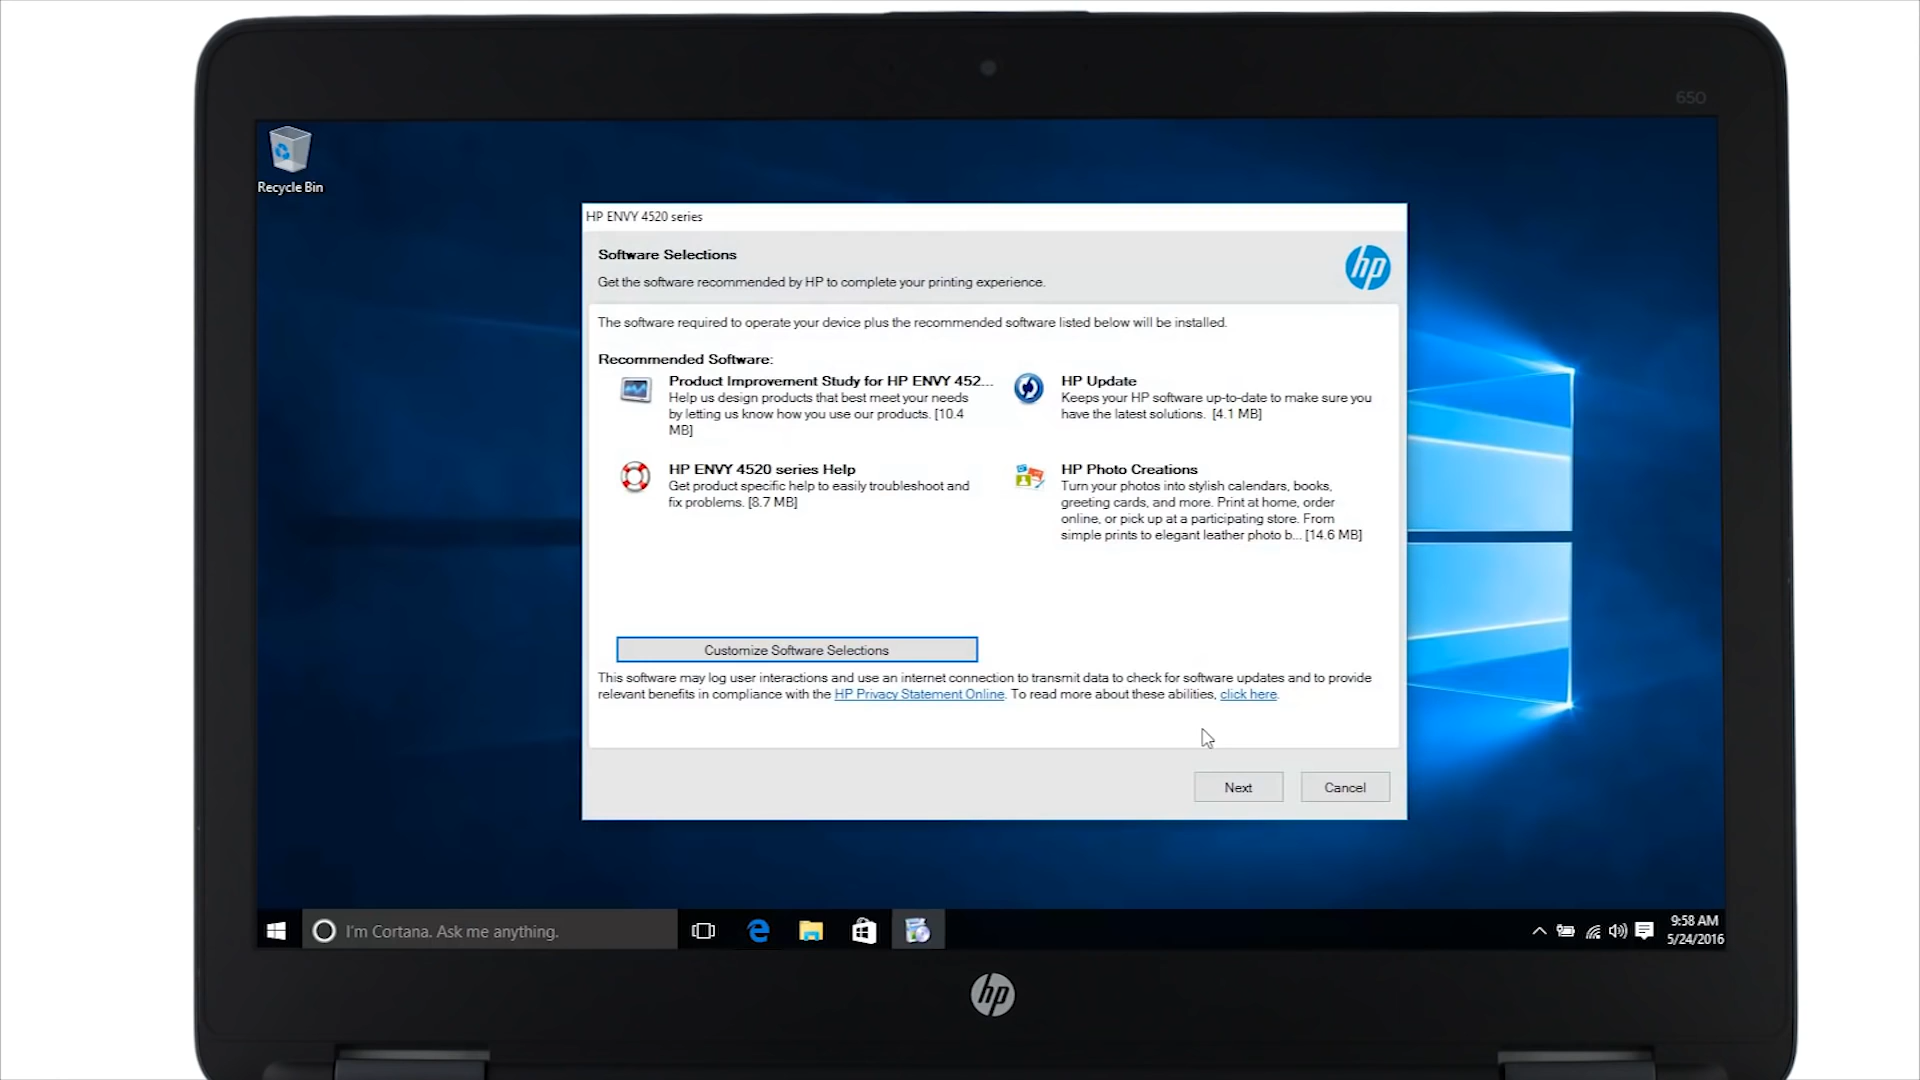 650
Recycle Bin
HP ENVY 4520 series
Software Selections
Get the software recommended by HP to complete your printing experience.
hp
The software required to operate your device plus the recommended software listed below will be installed.
Recommended Software:
Product Improvement Study for HP ENVY 452...
Help us design products that best meet your needs
by letting us know how you use our products. [10.4
MB]
HP Update
Keeps your HP software up-to-date to make sure you
have the latest solutions. [4.1 MB]
HP ENVY 4520 series Help
Get product specific help to easily troubleshoot and
fix problems. [8.7 MB]
HP Photo Creations
Turn your photos into stylish calendars, books,
greeting cards, and more. Print at home, order
online, or pick up at a participating store. From
simple prints to elegant leather photo b... [14.6 MB]
Customize Software Selections
This software may log user interactions and use an internet connection to transmit data to check for software updates and to provide
relevant benefits in compliance with the HP Privacy Statement Online. To read more about these abilities, click here.
Next
Cancel
I'm Cortana. Ask me anything.
9:58 AM
5/24/2016
hp